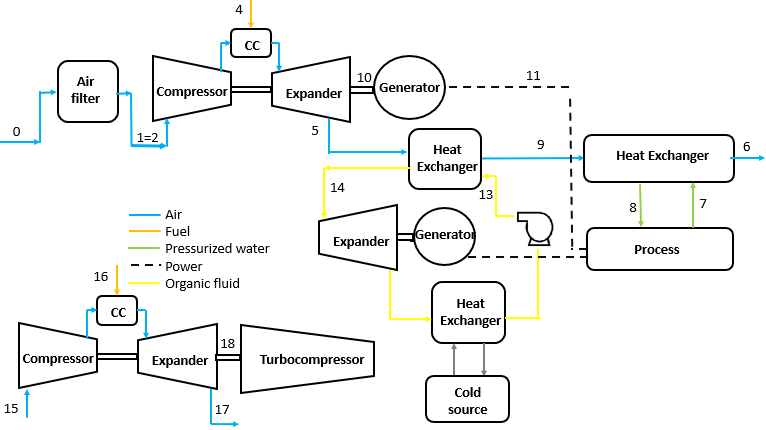 4
CC
Air
filter
Compressor
Expander
10
Generator
11
0
1=2
5
Heat
Exchanger
9
Heat Exchanger
6
14
13
8
7
Air
Fuel
Pressurized water
Power
Organic fluid
Expander
Generator
Process
16
CC
Heat
Exchanger
Compressor
Expander
18
Turbocompressor
Cold
source
15
17